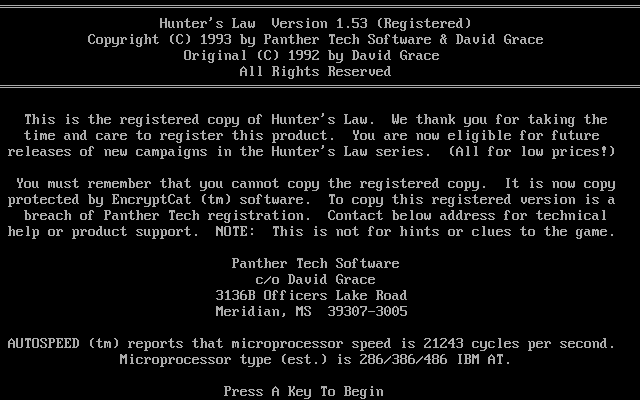 Hunter's Law  Version 1.53 (Registered)
Copyright (C) 1993 by Panther Tech Software & David Grace
Original (C) 1992 by David Grace
All Rights Reserved
This is the registered copy of Hunter's Law.  We thank you for taking the
time and care to register this product.  You are now eligible for future
releases of new campaigns in the Hunter's Law series.  (All for low prices!)
You must remember that you cannot copy the registered copy.  It is now copy
protected by EncryptCat (tm) software.  To copy this registered version is a
breach of Panther Tech registration.  Contact below address for technical
help or product support.  NOTE:  This is not for hints or clues to the game.
Panther Tech Software
c/o David Grace
3136B Officers Lake Road
Meridian, MS  39307-3005
AUTOSPEED (tm) reports that microprocessor speed is 21243 cycles per second.
Microprocessor type (est.) is 286/386/486 IBM AT.
Press A Key To Begin